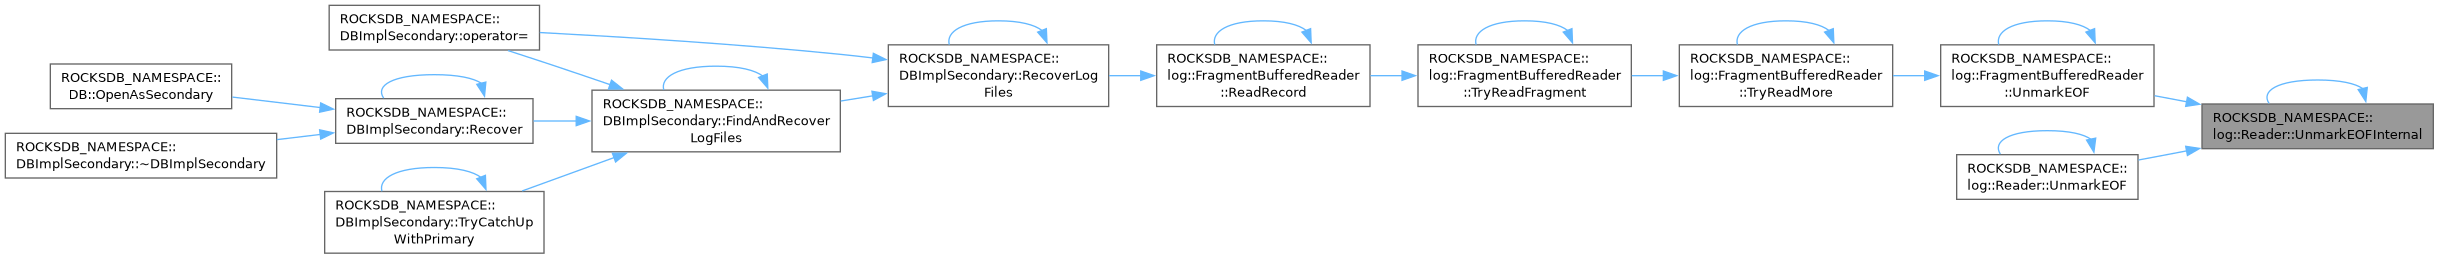 ROCKSDB_NAMESPACE::
DBImplSecondary::operator=
ROCKSDB_NAMESPACE::
DB::OpenAsSecondary
ROCKSDB_NAMESPACE::
DBImplSecondary::~DBImplSecondary
ROCKSDB_NAMESPACE::
DBImplSecondary::Recover
ROCKSDB_NAMESPACE::
DBImplSecondary::TryCatchUp
WithPrimary
ROCKSDB_NAMESPACE::
DBImplSecondary::FindAndRecover
LogFiles
ROCKSDB_NAMESPACE::
DBImplSecondary::RecoverLog
Files
ROCKSDB_NAMESPACE::
log::FragmentBufferedReader
::ReadRecord
ROCKSDB_NAMESPACE::
log::FragmentBufferedReader
::TryReadFragment
ROCKSDB_NAMESPACE::
log::FragmentBufferedReader
::TryReadMore
ROCKSDB_NAMESPACE::
log::FragmentBufferedReader
::UnmarkEOF
ROCKSDB_NAMESPACE::
log::Reader::UnmarkEOF
ROCKSDB_NAMESPACE::
log::Reader::UnmarkEOFInternal